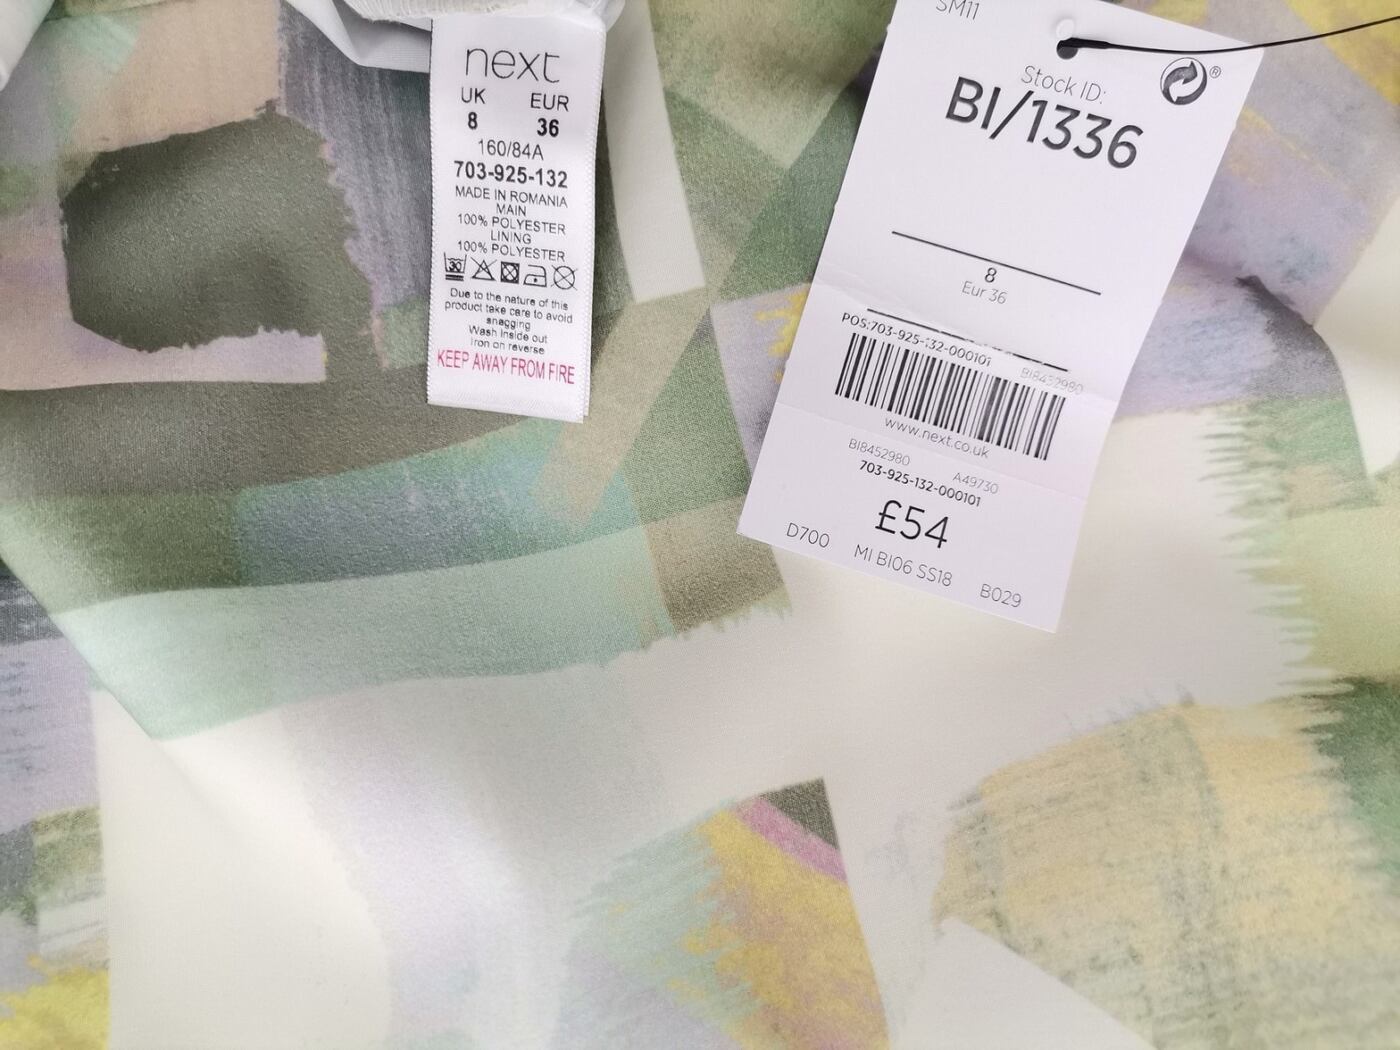 next
UK EUR
8 36
160/84A
703-925-132
MADE IN ROMANIA
MAIN
100% POLYESTER
LINING
100% POLYESTER
30
Due to the nature of this
product take care to avoid
snagging
Wash inside out
Iron on reverse
KEEP AWAY FROM FIRE
SM11
Stock ID:
®
BI/1336
8
Eur 36
POS:703-925-132-000101
BI8452980
www.next.co.uk
BI8452980 A49730
703-925-132-000101
£54
D700 MI BI06 SS18 B029